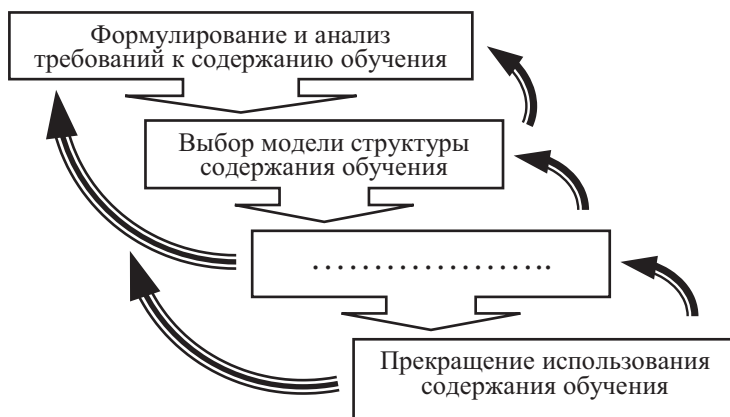 Формулирование и анализ
требований к содержанию обучения
Выбор модели структуры
содержания обучения
.....................
Прекращение использования
содержания обучения